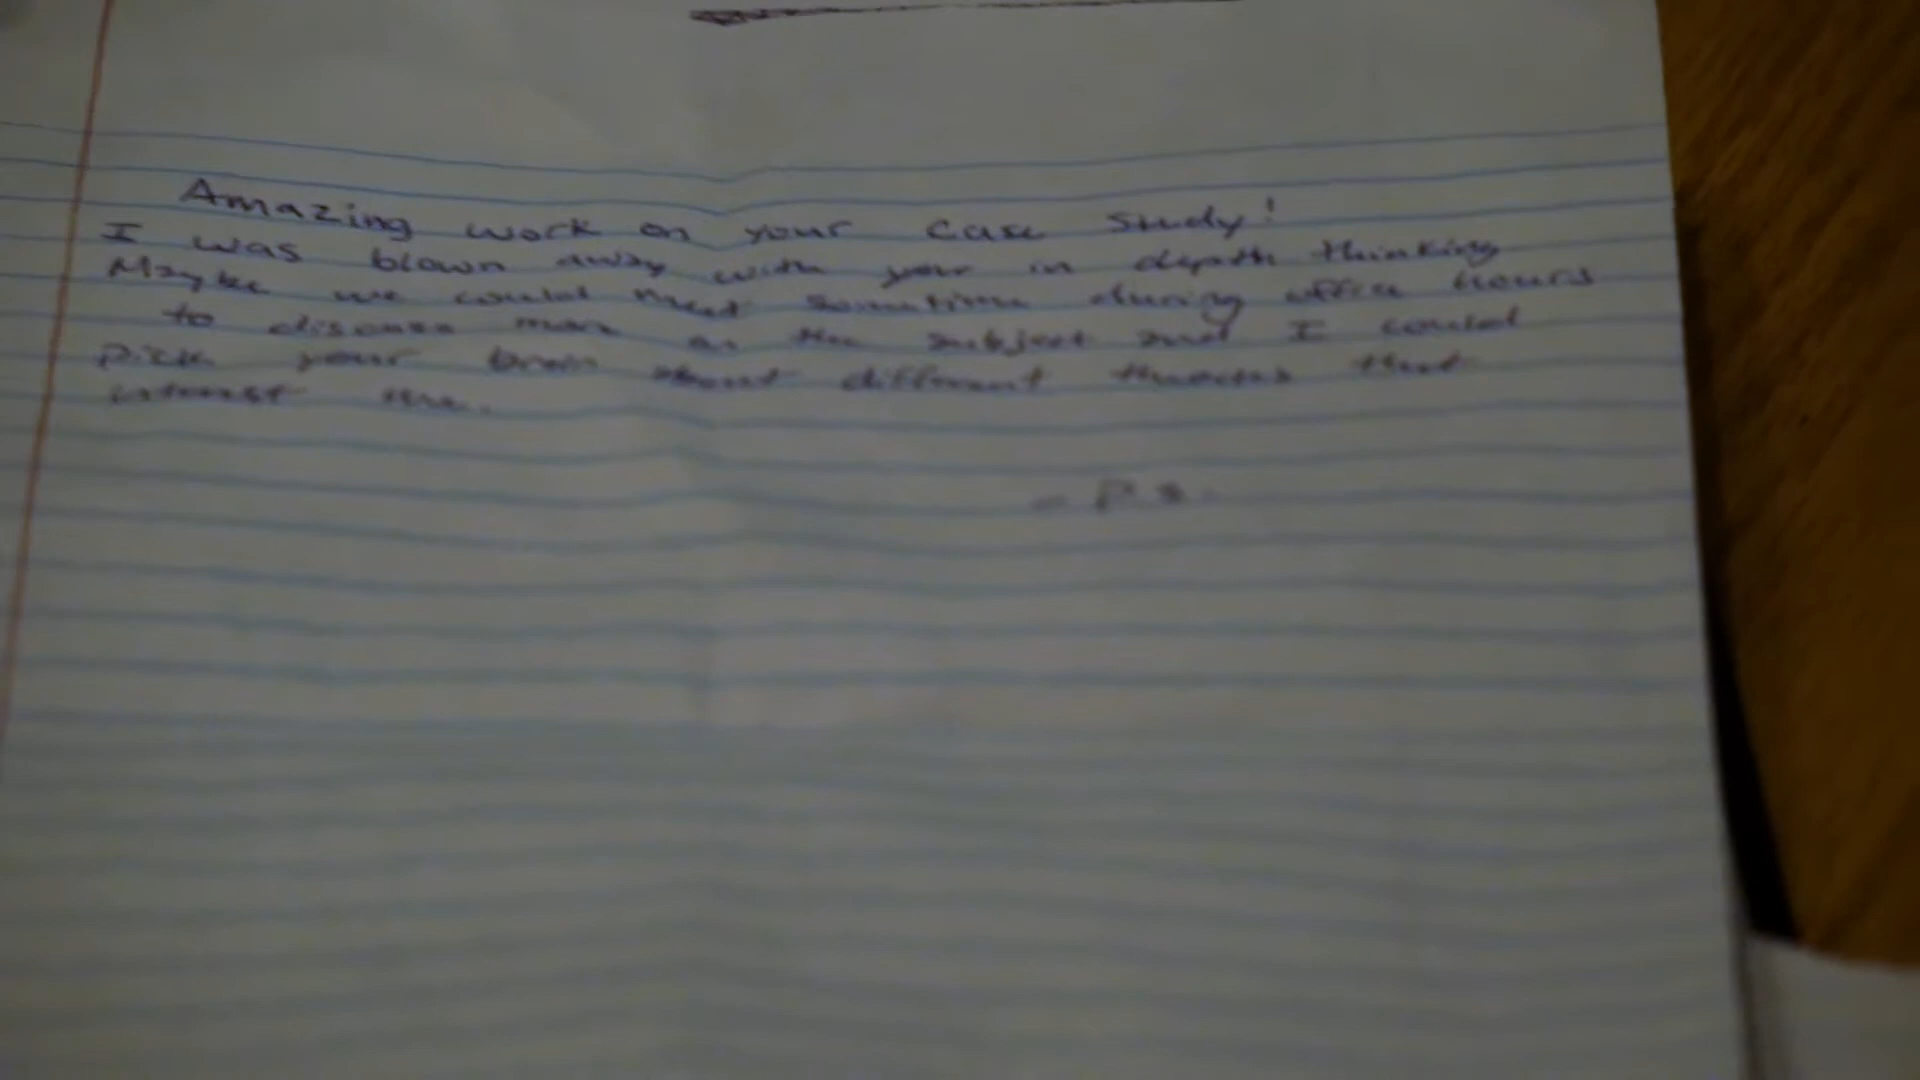 Amazing work on your case study!
I was blown away with your in depth thinking
Maybe we could meet sometime during office hours
to discuss more on the subject and I could
pick your brain about different theories that
interest me.